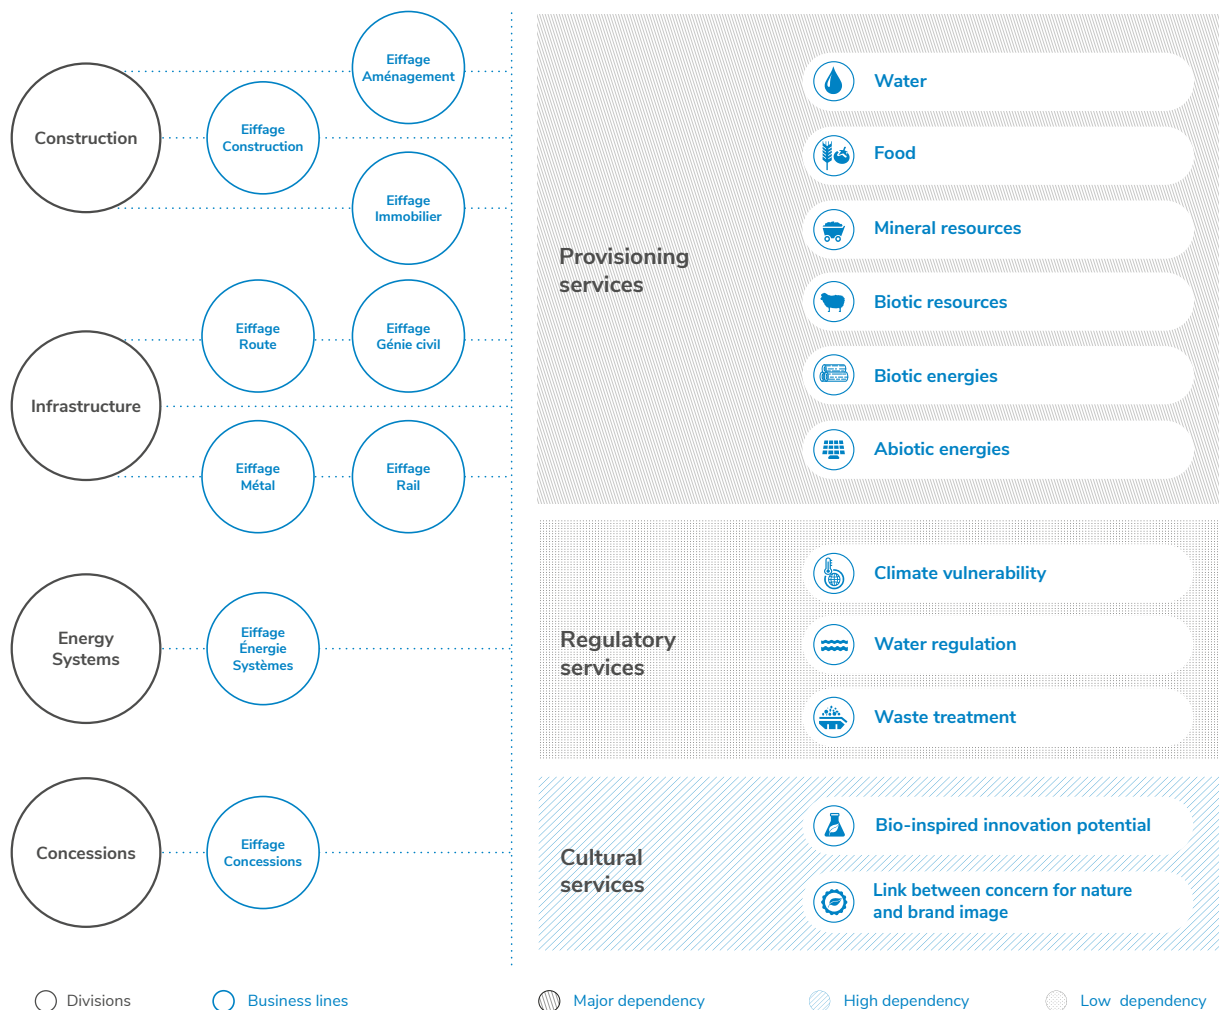 Construction
Eiffage
Aménagement
Eiffage
Construction
Eiffage
Immobilier
Infrastructure
Eiffage
Route
Eiffage
Génie civil
Eiffage
Métal
Eiffage
Rail
Energy
Systems
Eiffage
Énergie
Systèmes
Concessions
Eiffage
Concessions
Provisioning
services
Water
Food
Mineral resources
Biotic resources
Biotic energies
Abiotic energies
Regulatory
services
Climate vulnerability
Water regulation
Waste treatment
Cultural
services
Bio-inspired innovation potential
Link between concern for nature
and brand image
Divisions
Business lines
Major dependency
High dependency
Low dependency